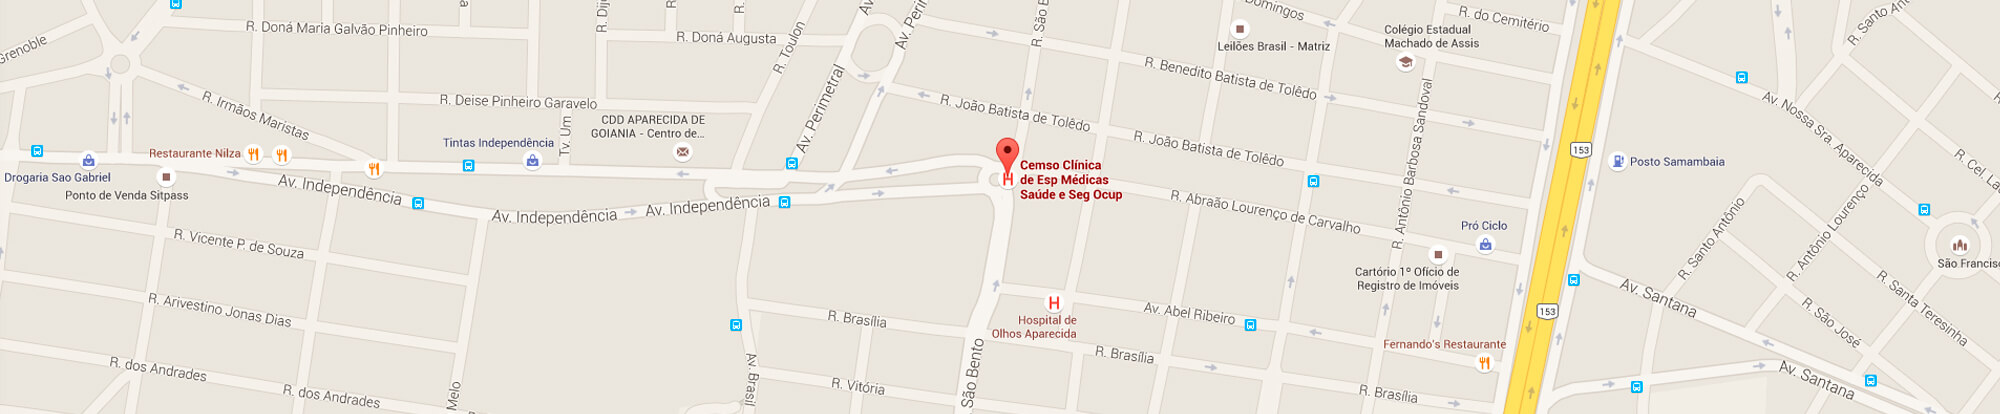 Grenoble
R. Doná Maria Galvão Pinheiro
R. Toulon
R. Doná Augusta
R. São B
Domingos
Leilões Brasil - Matriz
Colégio Estadual
Machado de Assis
R. do Cemitério
R. Santo Antô
R. Irmãos Maristas
R. Deise Pinheiro Garavelo
Tv. Um
CDD APARECIDA DE
GOIANIA - Centro de...
Av. Perimetral
Av. Peri
R. João Batista de Tolêdo
R. Benedito Batista de Tolêdo
R. João Batista de Tolêdo
R. Antônio Barbosa Sandoval
153
Av. Nossa Sra. Aparecida
R. Cel. La
Posto Samambaia
Restaurante Nilza
Tintas Independência
Drogaria Sao Gabriel
Ponto de Venda Sitpass
Av. Independência
Av. Independência
Av. Independência
Cemso Clínica
de Esp Médicas
Saúde e Seg Ocup
R. Abraão Lourenço de Carvalho
Pró Ciclo
Cartório 1º Ofício de
Registro de Imóveis
R. Santo Antônio
R. Antônio Lourenço
São Francisc
R. Santa Teresinha
R. São José
R. Vicente P. de Souza
R. Arivestino Jonas Dias
R. dos Andrades
R. dos Andrades
Melo
Av. Brasil
R. Brasília
R. Vitória
São Bento
Hospital de
Olhos Aparecida
Av. Abel Ribeiro
R. Brasília
R. Brasília
Fernando's Restaurante
153
Av. Santana
Av. Santana